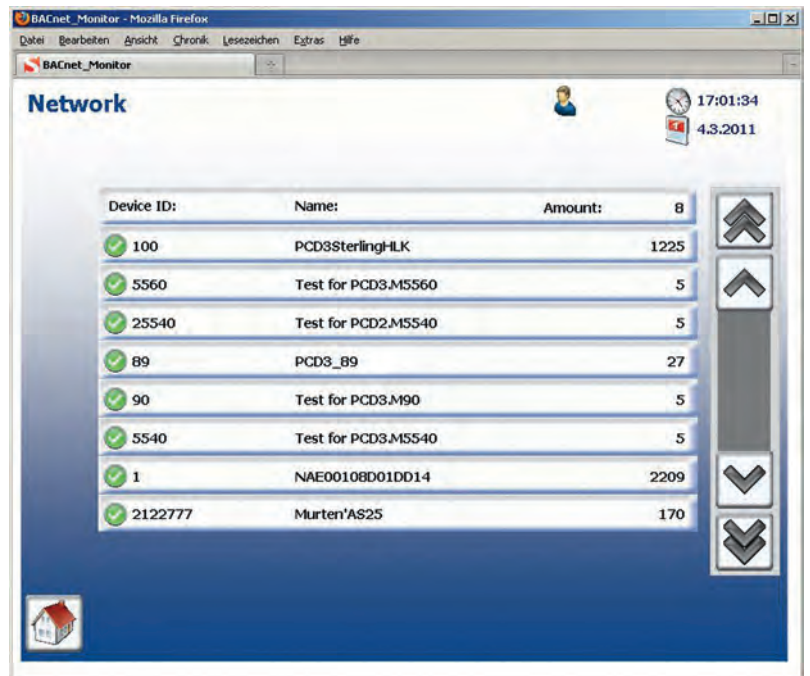 BACnet_Monitor - Mozilla Firefox
Datei Bearbeiten Ansicht Chronik Lesezeichen Extras Hilfe
BACnet_Monitor
Network
17:01:34
4.3.2011
Device ID: Name: Amount: 8
100 PCD3SterlingHLK 1225
5560 Test for PCD3.M5560 5
25540 Test for PCD2.M5540 5
89 PCD3_89 27
90 Test for PCD3.M90 5
5540 Test for PCD3.M5540 5
1 NAE00108D01DD14 2209
2122777 Murten'AS25 170